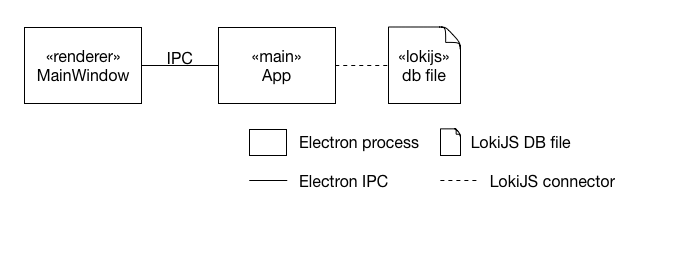 «renderer»
MainWindow
IPC
«main»
App
«lokijs»
db file
Electron process
LokiJS DB file
Electron IPC
LokiJS connector